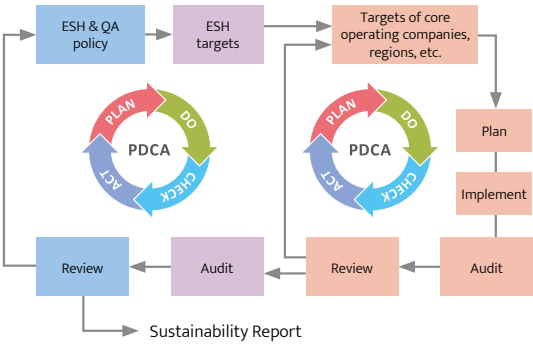 ESH & QA
policy
ESH
targets
Targets of core
operating companies,
regions, etc.
PLAN
DO
CHECK
ACT
PDCA
PLAN
DO
CHECK
ACT
PDCA
Plan
Implement
Review
Audit
Review
Audit
Sustainability Report